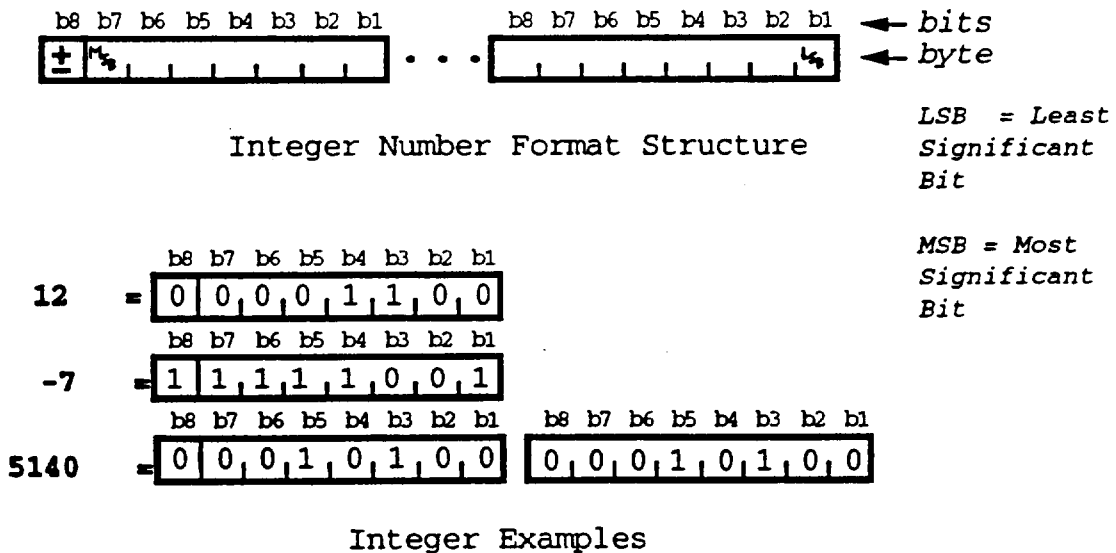 b8 b7 b6 b5 b4 b3 b2 b1 b8 b7 b6 b5 b4 b3 b2 b1 bits
± MSB • • • LSB byte
Integer Number Format Structure
LSB = Least
Significant
Bit
MSB = Most
Significant
Bit
b8 b7 b6 b5 b4 b3 b2 b1
12 = 0 0 0 0 1 1 0 0
b8 b7 b6 b5 b4 b3 b2 b1
-7 = 1 1 1 1 1 0 0 1
b8 b7 b6 b5 b4 b3 b2 b1 b8 b7 b6 b5 b4 b3 b2 b1
5140 = 0 0 0 1 0 1 0 0 0 0 0 1 0 1 0 0
Integer Examples